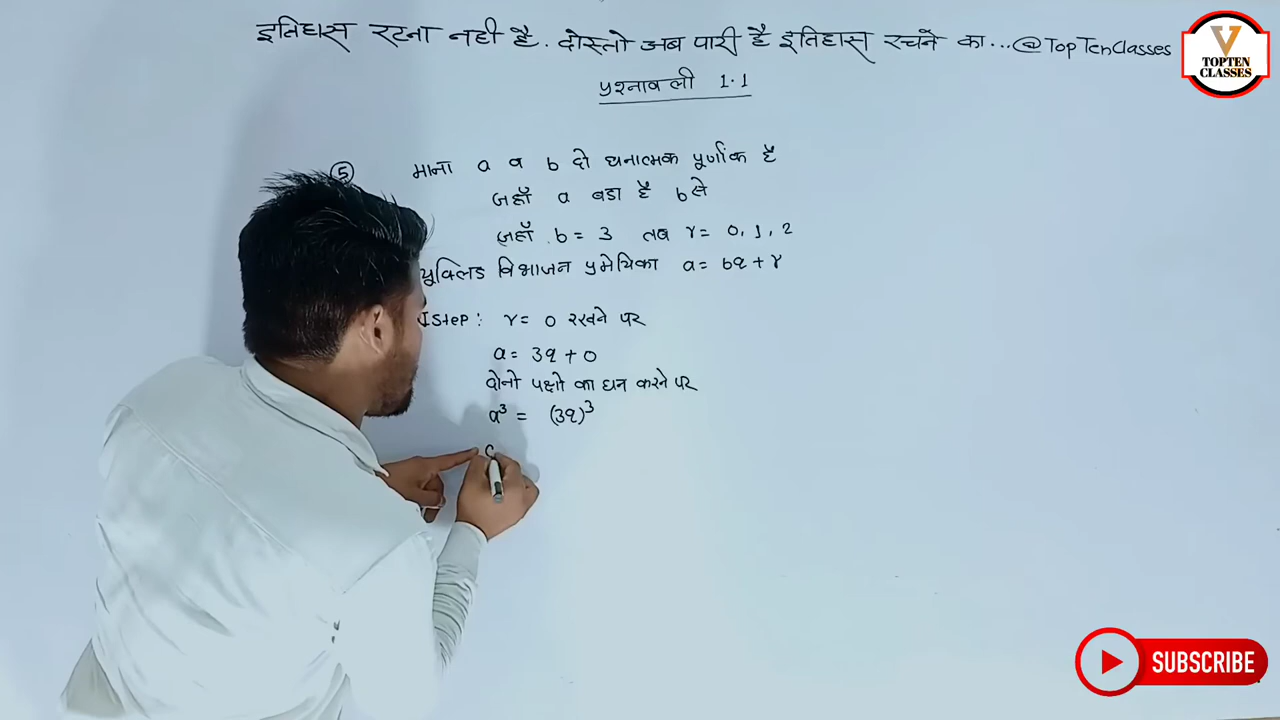 इतिहास रटना नही है. दोस्तो अब पारी है इतिहास रचने का...@TopTenClasses
V
TOPTEN
CLASSES
प्रश्नावली 1.1
⑤ माना a व b दो धनात्मक पूर्णांक है
जहाँ a बडा है b से
जहाँ b = 3 तब r = 0, 1, 2
यूक्लिड विभाजन प्रमेयिका a = bq + r
I Step: r = 0 रखने पर
a = 3q + 0
दोनो पक्षो का घन करने पर
a³ = (3q)³
SUBSCRIBE